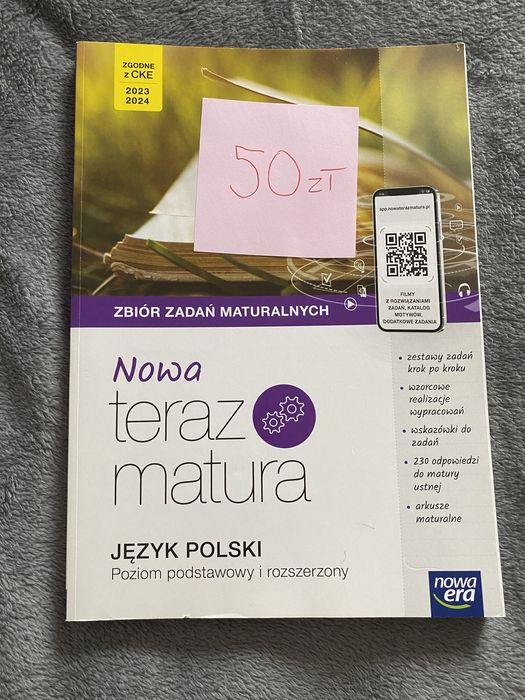 ZGODNE
z CKE
2023
2024
50 zł
app.nowaterazmatura.pl
FILMY
Z ROZWIĄZANIAMI
ZADAŃ, KATALOG
MOTYWÓW,
DODATKOWE ZADANIA
ZBIÓR ZADAŃ MATURALNYCH
Nowa
teraz
matura
• zestawy zadań
krok po kroku
• wzorcowe
realizacje
wypracowań
• wskazówki do
zadań
• 230 odpowiedzi
do matury
ustnej
• arkusze
maturalne
JĘZYK POLSKI
Poziom podstawowy i rozszerzony
nowa
era